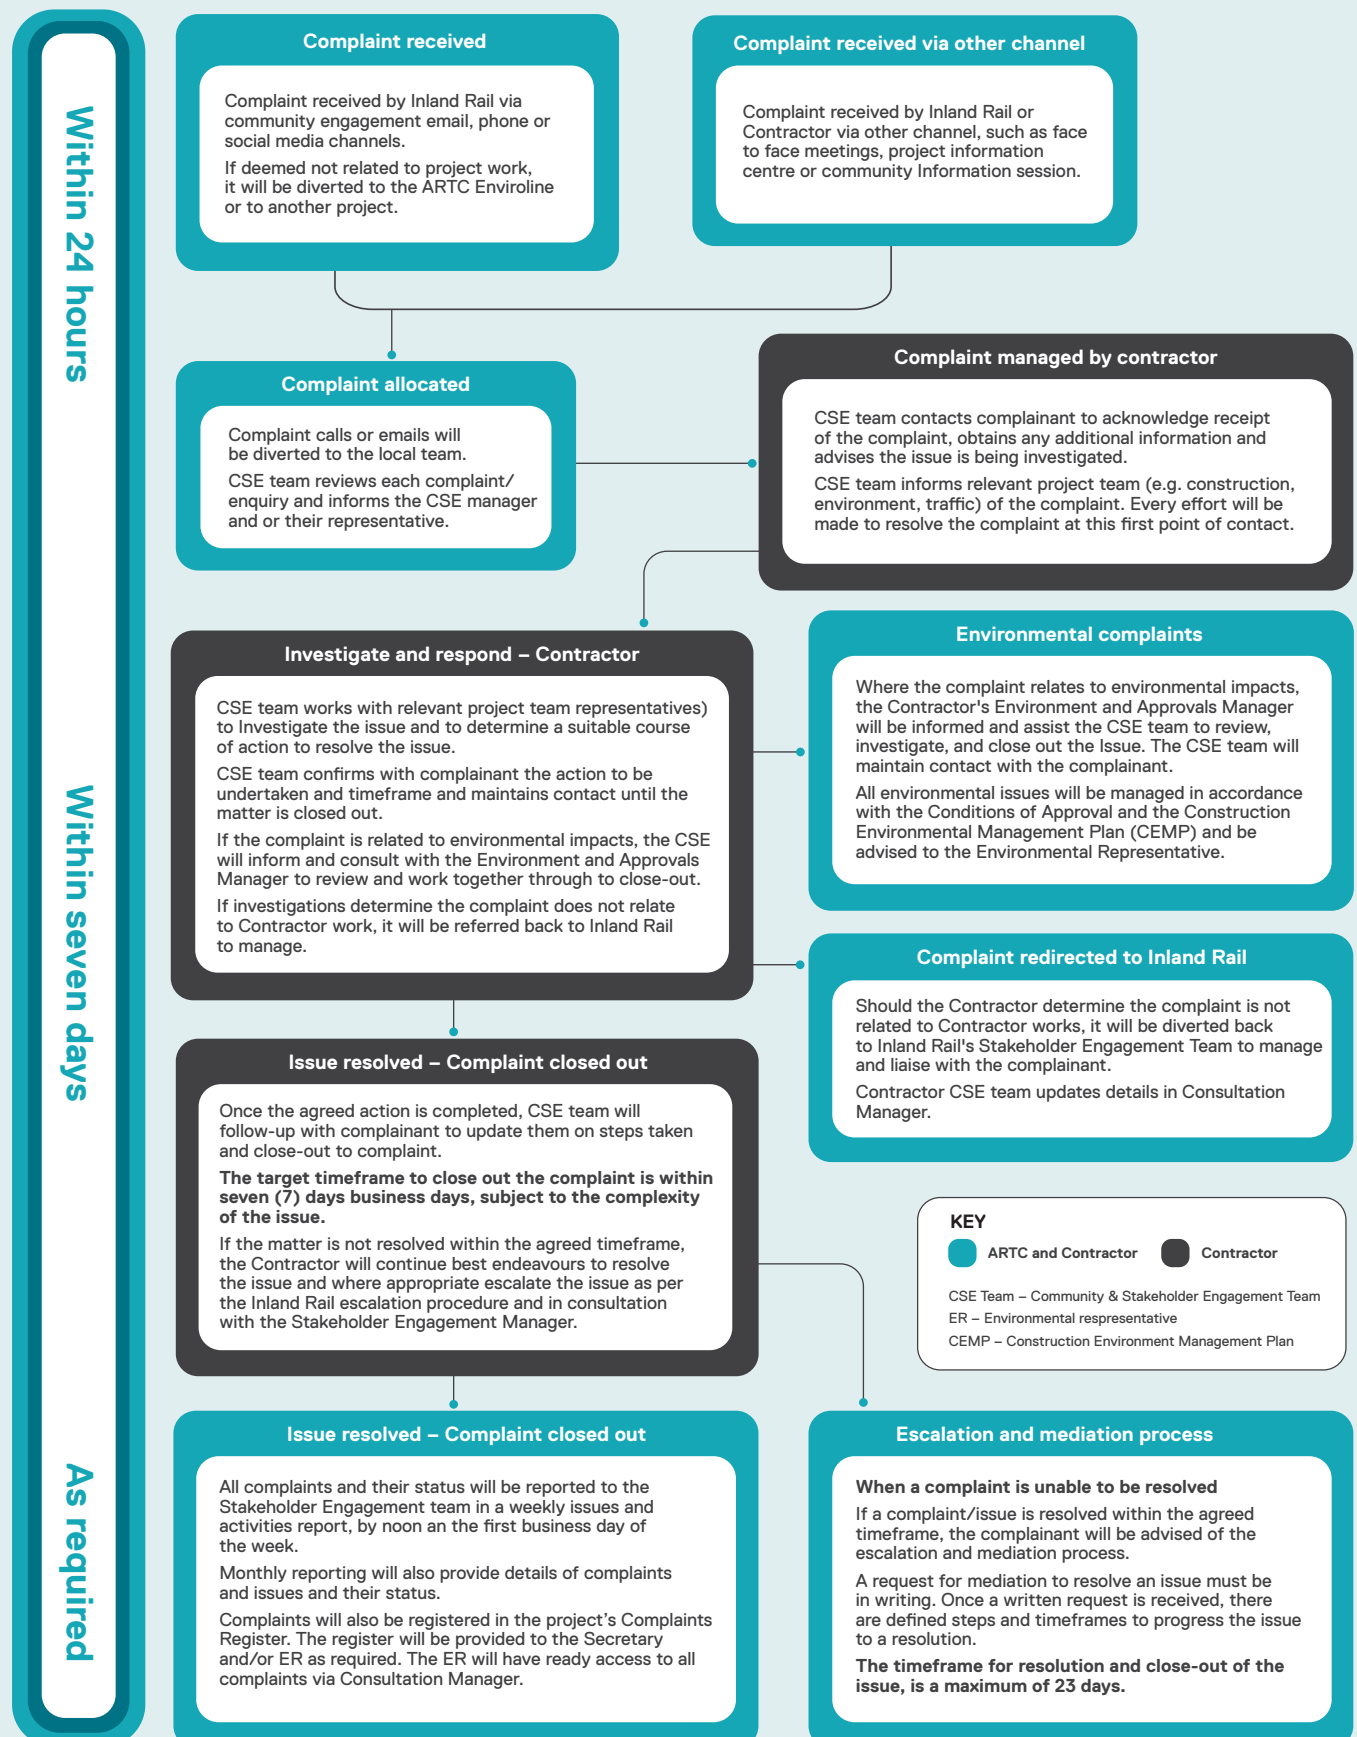 Within 24 hours
Complaint received
Complaint received by Inland Rail via
community engagement email, phone or
social media channels.
If deemed not related to project work,
it will be diverted to the ARTC Enviroline
or to another project.
Complaint received via other channel
Complaint received by Inland Rail or
Contractor via other channel, such as face
to face meetings, project information
centre or community Information session.
Complaint allocated
Complaint calls or emails will
be diverted to the local team.
CSE team reviews each complaint/
enquiry and informs the CSE manager
and or their representative.
Complaint managed by contractor
CSE team contacts complainant to acknowledge receipt
of the complaint, obtains any additional information and
advises the issue is being investigated.
CSE team informs relevant project team (e.g. construction,
environment, traffic) of the complaint. Every effort will be
made to resolve the complaint at this first point of contact.
Within seven days
Investigate and respond – Contractor
CSE team works with relevant project team representatives)
to Investigate the issue and to determine a suitable course
of action to resolve the issue.
CSE team confirms with complainant the action to be
undertaken and timeframe and maintains contact until the
matter is closed out.
If the complaint is related to environmental impacts, the CSE
will inform and consult with the Environment and Approvals
Manager to review and work together through to close-out.
If investigations determine the complaint does not relate
to Contractor work, it will be referred back to Inland Rail
to manage.
Environmental complaints
Where the complaint relates to environmental impacts,
the Contractor's Environment and Approvals Manager
will be informed and assist the CSE team to review,
investigate, and close out the Issue. The CSE team will
maintain contact with the complainant.
All environmental issues will be managed in accordance
with the Conditions of Approval and the Construction
Environmental Management Plan (CEMP) and be
advised to the Environmental Representative.
Complaint redirected to Inland Rail
Should the Contractor determine the complaint is not
related to Contractor works, it will be diverted back
to Inland Rail's Stakeholder Engagement Team to manage
and liaise with the complainant.
Contractor CSE team updates details in Consultation
Manager.
Issue resolved – Complaint closed out
Once the agreed action is completed, CSE team will
follow-up with complainant to update them on steps taken
and close-out to complaint.
The target timeframe to close out the complaint is within
seven (7) days business days, subject to the complexity
of the issue.
If the matter is not resolved within the agreed timeframe,
the Contractor will continue best endeavours to resolve
the issue and where appropriate escalate the issue as per
the Inland Rail escalation procedure and in consultation
with the Stakeholder Engagement Manager.
KEY
ARTC and Contractor
Contractor
CSE Team – Community & Stakeholder Engagement Team
ER – Environmental respresentative
CEMP – Construction Environment Management Plan
As required
Issue resolved – Complaint closed out
All complaints and their status will be reported to the
Stakeholder Engagement team in a weekly issues and
activities report, by noon an the first business day of
the week.
Monthly reporting will also provide details of complaints
and issues and their status.
Complaints will also be registered in the project's Complaints
Register. The register will be provided to the Secretary
and/or ER as required. The ER will have ready access to all
complaints via Consultation Manager.
Escalation and mediation process
When a complaint is unable to be resolved
If a complaint/issue is resolved within the agreed
timeframe, the complainant will be advised of the
escalation and mediation process.
A request for mediation to resolve an issue must be
in writing. Once a written request is received, there
are defined steps and timeframes to progress the issue
to a resolution.
The timeframe for resolution and close-out of the
issue, is a maximum of 23 days.